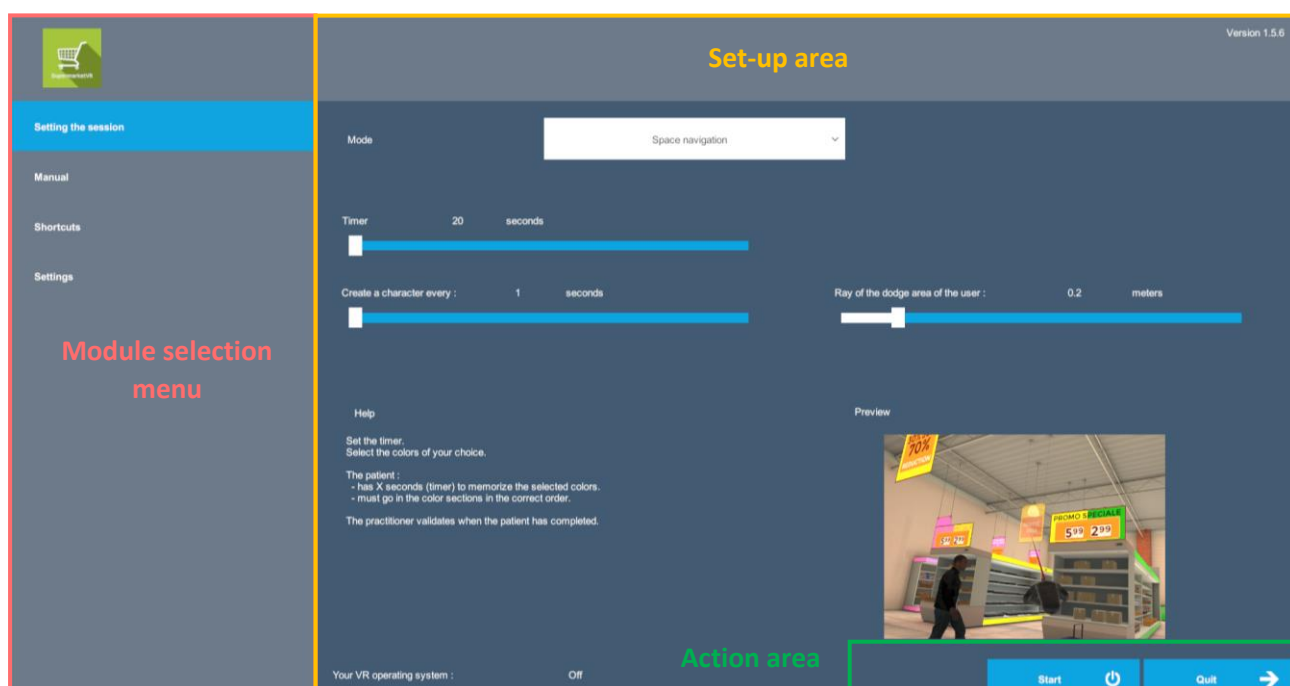 Set-up area
Version 1.5.6
Setting the session
Manual
Shortcuts
Settings
Module selection
menu
Mode
Space navigation
Timer 20 seconds
Create a character every : 1 seconds
Ray of the dodge area of the user : 0.2 meters
Help
Set the timer.
Select the colors of your choice.
The patient :
- has X seconds (timer) to memorize the selected colors.
- must go in the color sections in the correct order.
The practitioner validates when the patient has completed.
Preview
70%
PROMO SPECIALE
5 99 2 99
Action area
Your VR operating system : Off
Start
Quit